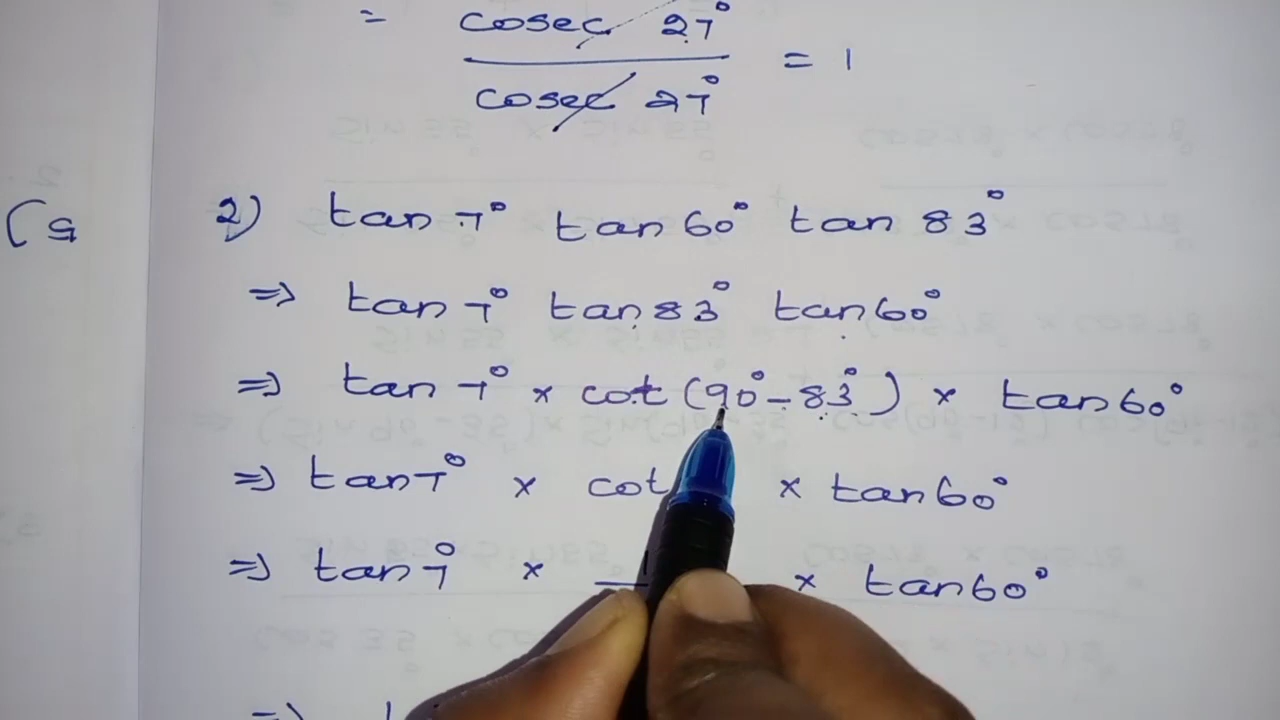 = cosec 27° / cosec 27° = 1
2) tan 7° tan 60° tan 83°
⇒ tan 7° tan 83° tan 60°
⇒ tan 7° × cot (90° - 83°) × tan 60°
⇒ tan 7° × cot × tan 60°
⇒ tan 7° × 1 × tan 60°
⇒